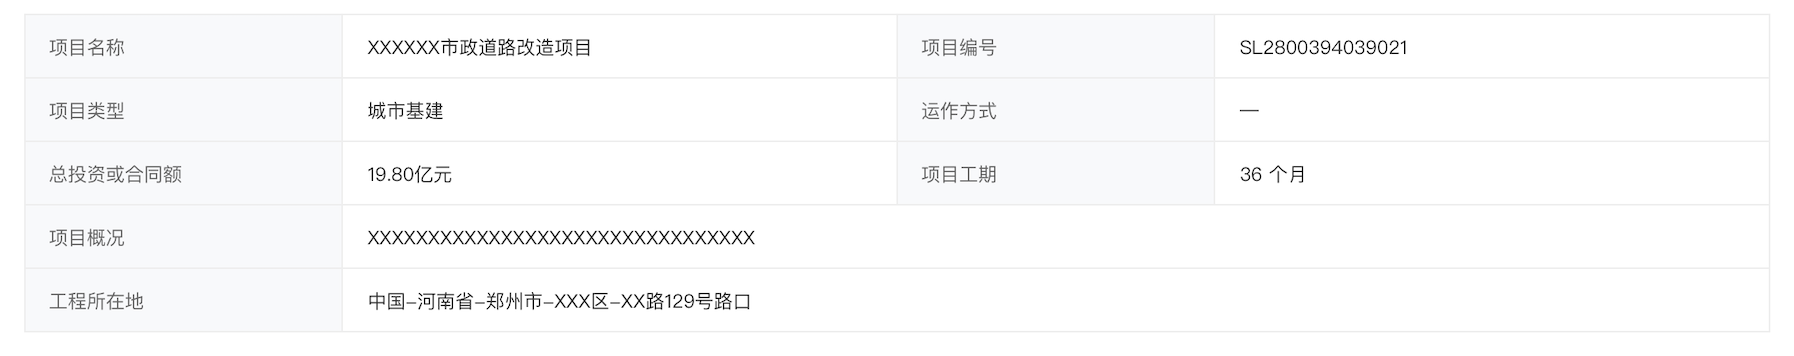 项目名称 XXXXXX市政道路改造项目 项目编号 SL2800394039021
项目类型 城市基建 运作方式 —
总投资或合同额 19.80亿元 项目工期 36 个月
项目概况 XXXXXXXXXXXXXXXXXXXXXXXXXXXXXXXX
工程所在地 中国–河南省–郑州市–XXX区–XX路129号路口